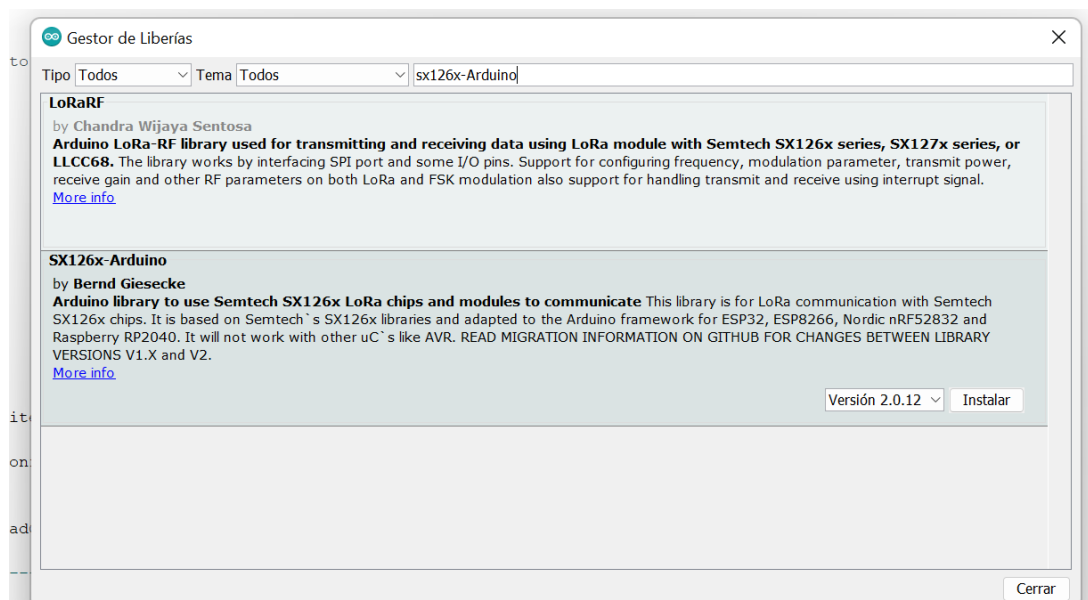 Gestor de Liberías
to
Tipo Todos Tema Todos sx126x-Arduino
LoRaRF
by Chandra Wijaya Sentosa
Arduino LoRa-RF library used for transmitting and receiving data using LoRa module with Semtech SX126x series, SX127x series, or
LLCC68. The library works by interfacing SPI port and some I/O pins. Support for configuring frequency, modulation parameter, transmit power,
receive gain and other RF parameters on both LoRa and FSK modulation also support for handling transmit and receive using interrupt signal.
More info
SX126x-Arduino
by Bernd Giesecke
Arduino library to use Semtech SX126x LoRa chips and modules to communicate This library is for LoRa communication with Semtech
SX126x chips. It is based on Semtech`s SX126x libraries and adapted to the Arduino framework for ESP32, ESP8266, Nordic nRF52832 and
Raspberry RP2040. It will not work with other uC`s like AVR. READ MIGRATION INFORMATION ON GITHUB FOR CHANGES BETWEEN LIBRARY
VERSIONS V1.X and V2.
More info
Versión 2.0.12 Instalar
ite
on
ad
--
Cerrar